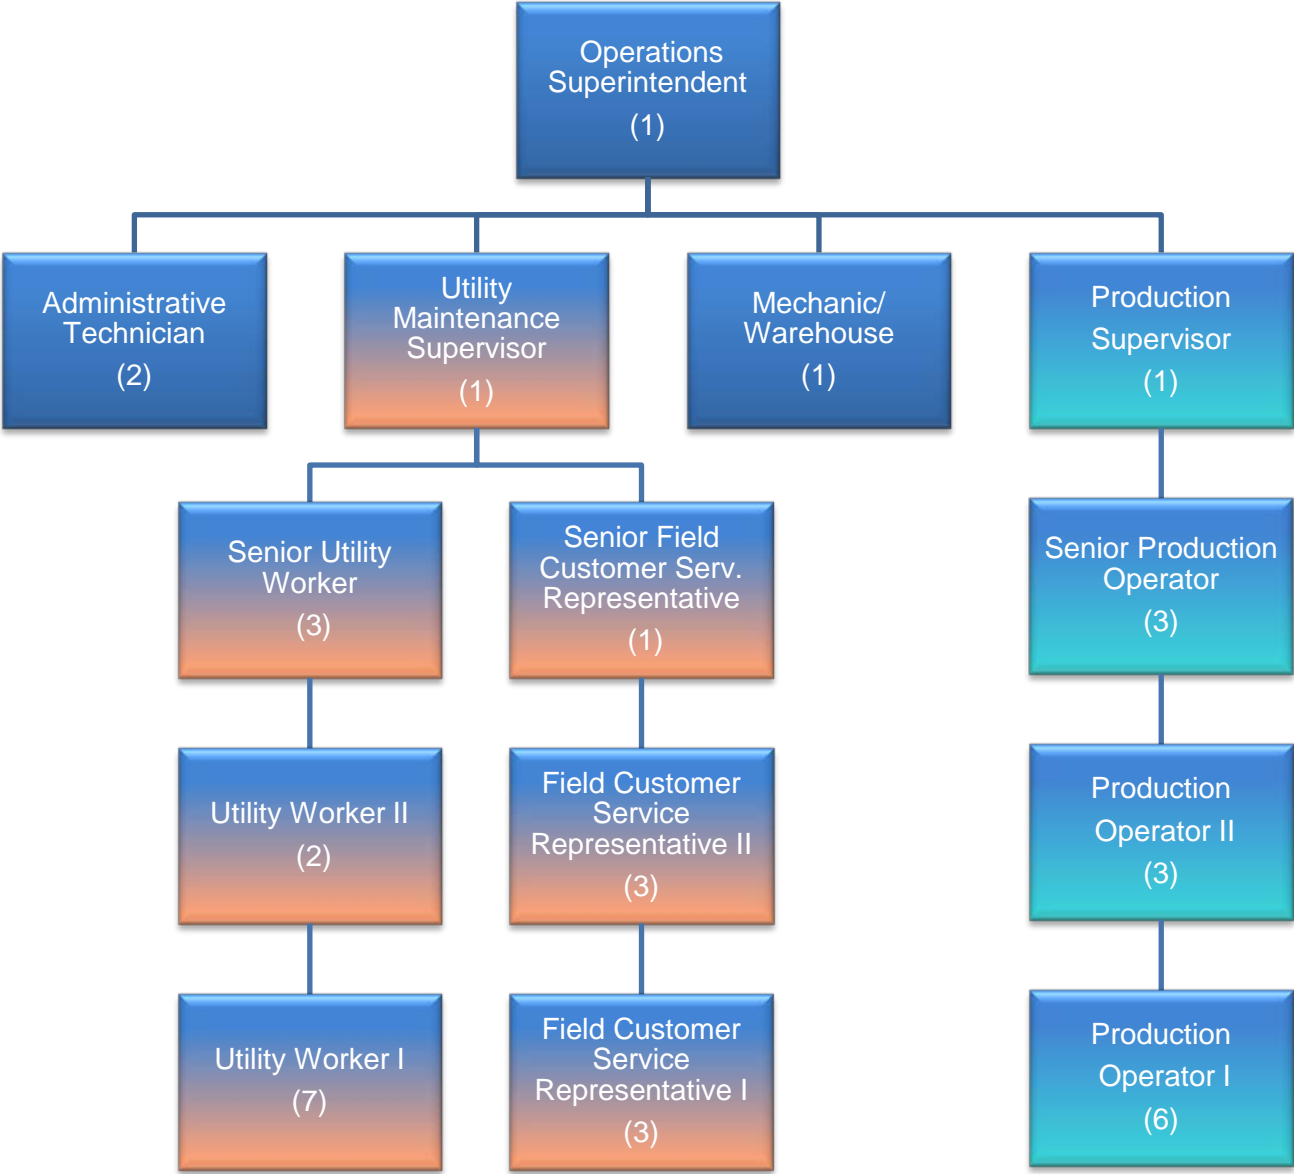 Operations
Superintendent
(1)
Administrative
Technician
(2)
Utility
Maintenance
Supervisor
(1)
Mechanic/
Warehouse
(1)
Production
Supervisor
(1)
Senior Utility
Worker
(3)
Senior Field
Customer Serv.
Representative
(1)
Senior Production
Operator
(3)
Utility Worker II
(2)
Field Customer
Service
Representative II
(3)
Production
Operator II
(3)
Utility Worker I
(7)
Field Customer
Service
Representative I
(3)
Production
Operator I
(6)